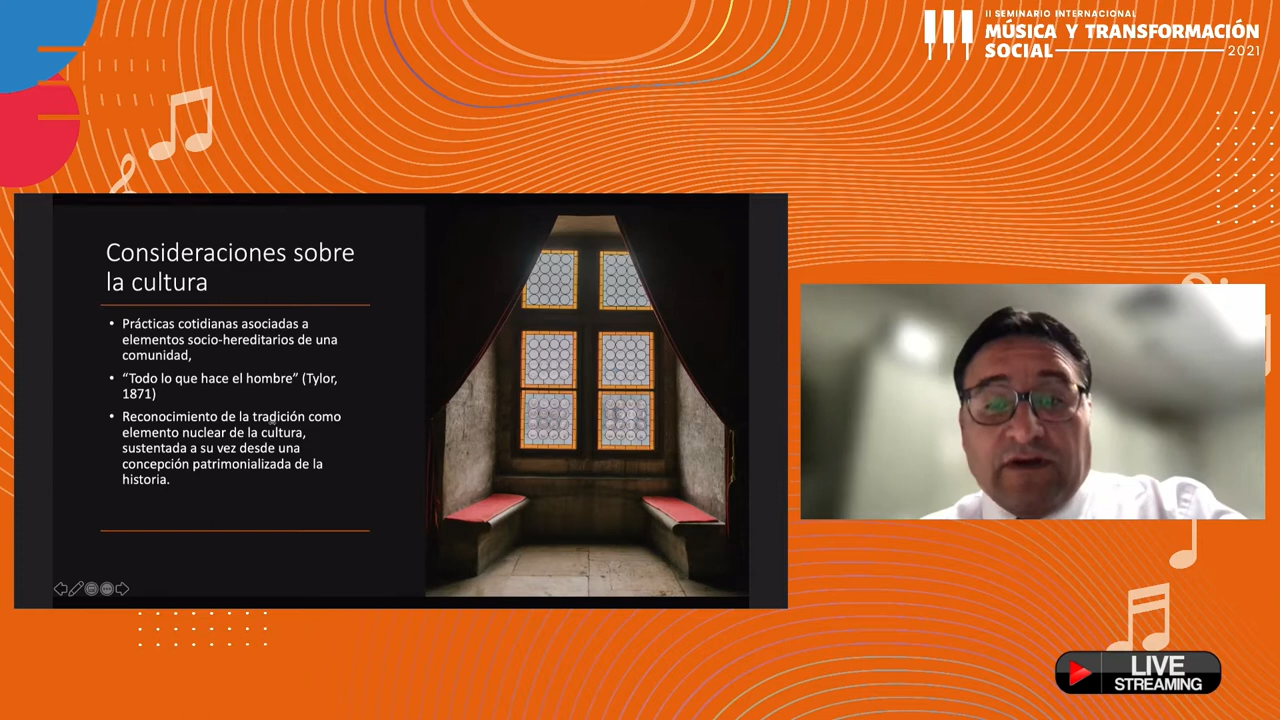 II SEMINARIO INTERNACIONAL
MÚSICA Y TRANSFORMACIÓN
SOCIAL
2021
Consideraciones sobre
la cultura
• Prácticas cotidianas asociadas a
elementos socio-hereditarios de una
comunidad,
• “Todo lo que hace el hombre” (Tylor,
1871)
• Reconocimiento de la tradición como
elemento nuclear de la cultura,
sustentada a su vez desde una
concepción patrimonializada de la
historia.
LIVE
STREAMING